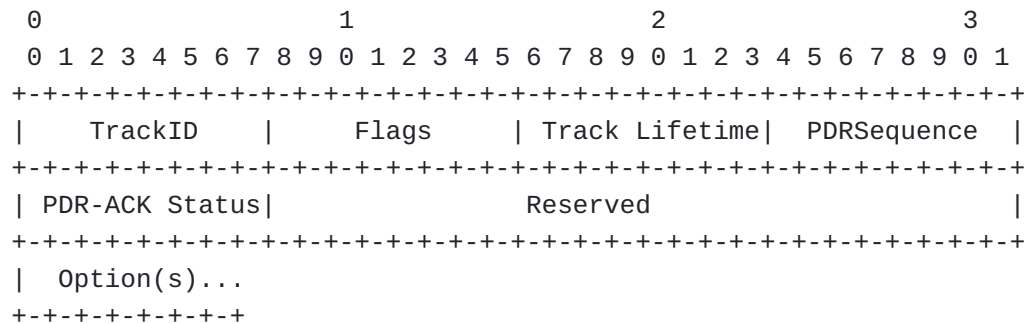 0                   1                   2                   3
 0 1 2 3 4 5 6 7 8 9 0 1 2 3 4 5 6 7 8 9 0 1 2 3 4 5 6 7 8 9 0 1
+-+-+-+-+-+-+-+-+-+-+-+-+-+-+-+-+-+-+-+-+-+-+-+-+-+-+-+-+-+-+-+-+
|    TrackID    |     Flags     | Track Lifetime|  PDRSequence  |
+-+-+-+-+-+-+-+-+-+-+-+-+-+-+-+-+-+-+-+-+-+-+-+-+-+-+-+-+-+-+-+-+
| PDR-ACK Status|                Reserved                       |
+-+-+-+-+-+-+-+-+-+-+-+-+-+-+-+-+-+-+-+-+-+-+-+-+-+-+-+-+-+-+-+-+
|  Option(s)...
+-+-+-+-+-+-+-+